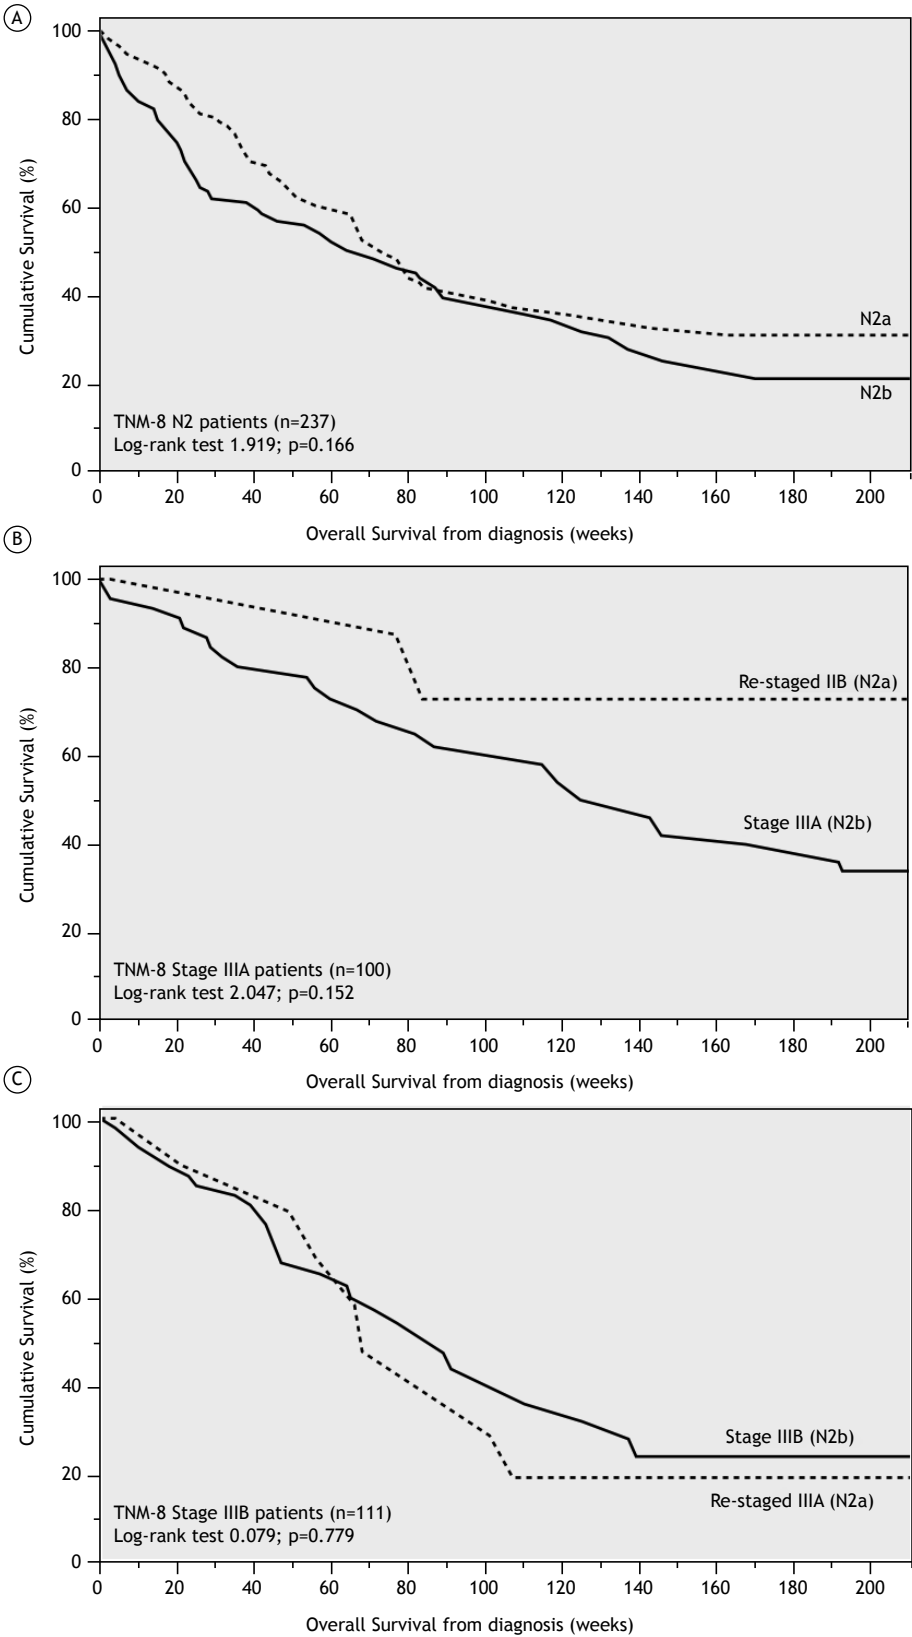 A
100
80
60
40
20
0
Cumulative Survival (%)
N2a
N2b
TNM-8 N2 patients (n=237)
Log-rank test 1.919; p=0.166
0 20 40 60 80 100 120 140 160 180 200
Overall Survival from diagnosis (weeks)
B
100
80
60
40
20
0
Cumulative Survival (%)
Re-staged IIB (N2a)
Stage IIIA (N2b)
TNM-8 Stage IIIA patients (n=100)
Log-rank test 2.047; p=0.152
0 20 40 60 80 100 120 140 160 180 200
Overall Survival from diagnosis (weeks)
C
100
80
60
40
20
0
Cumulative Survival (%)
Stage IIIB (N2b)
Re-staged IIIA (N2a)
TNM-8 Stage IIIB patients (n=111)
Log-rank test 0.079; p=0.779
0 20 40 60 80 100 120 140 160 180 200
Overall Survival from diagnosis (weeks)